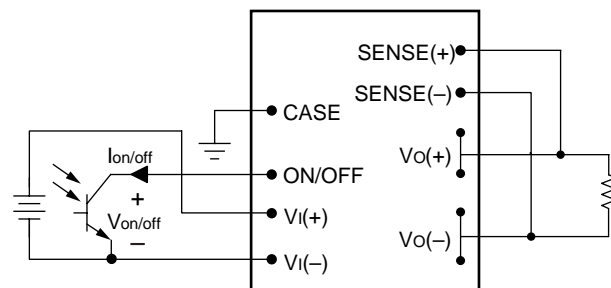 SENSE(+)
SENSE(–)
CASE
Ion/off
ON/OFF
+
Von/off
–
VI(+)
VI(–)
VO(+)
VO(–)